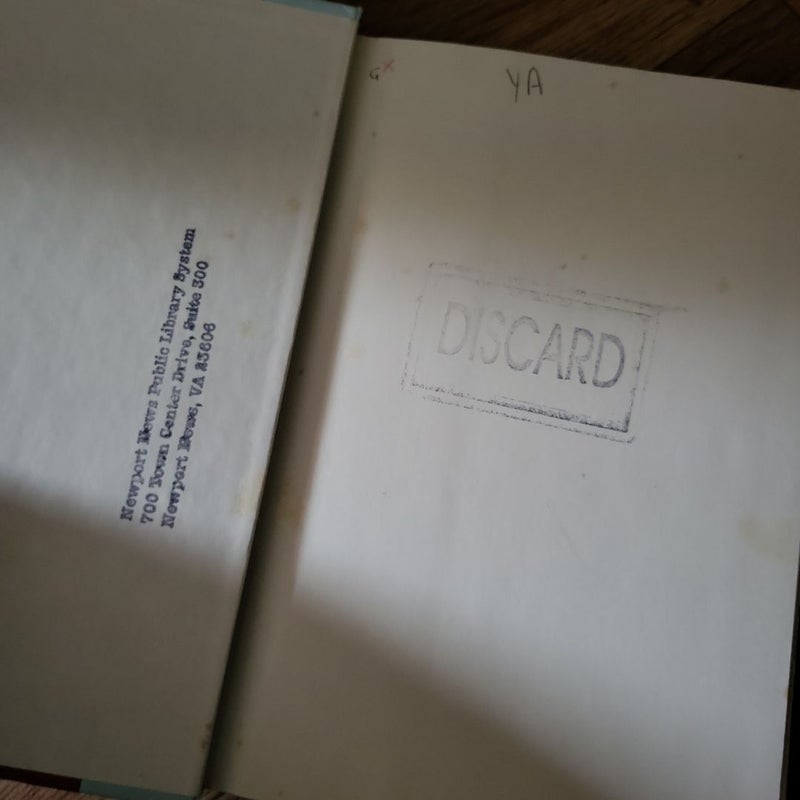 Newport News Public Library System
700 Town Center Drive, Suite 300
Newport News, VA 23606
YA
DISCARD